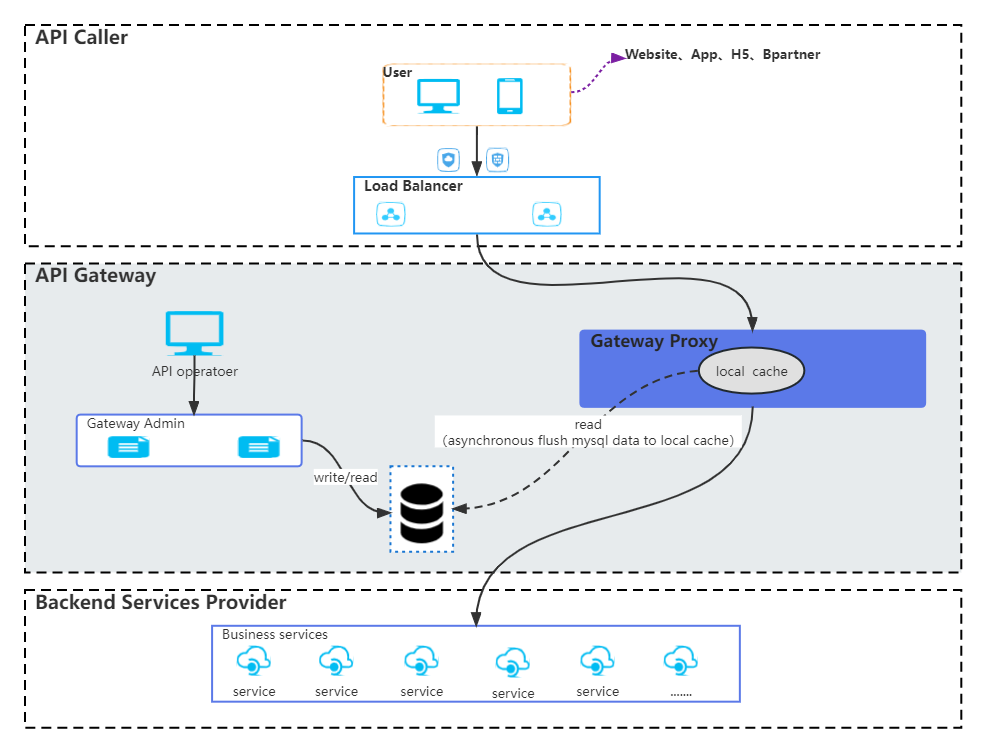 API Caller
User
Website、App、H5、Bpartner
Load Balancer
API Gateway
API operatoer
Gateway Proxy
local cache
Gateway Admin
read
（asynchronous flush mysql data to local cache）
write/read
Backend Services Provider
Business services
service
service
service
service
service
.......